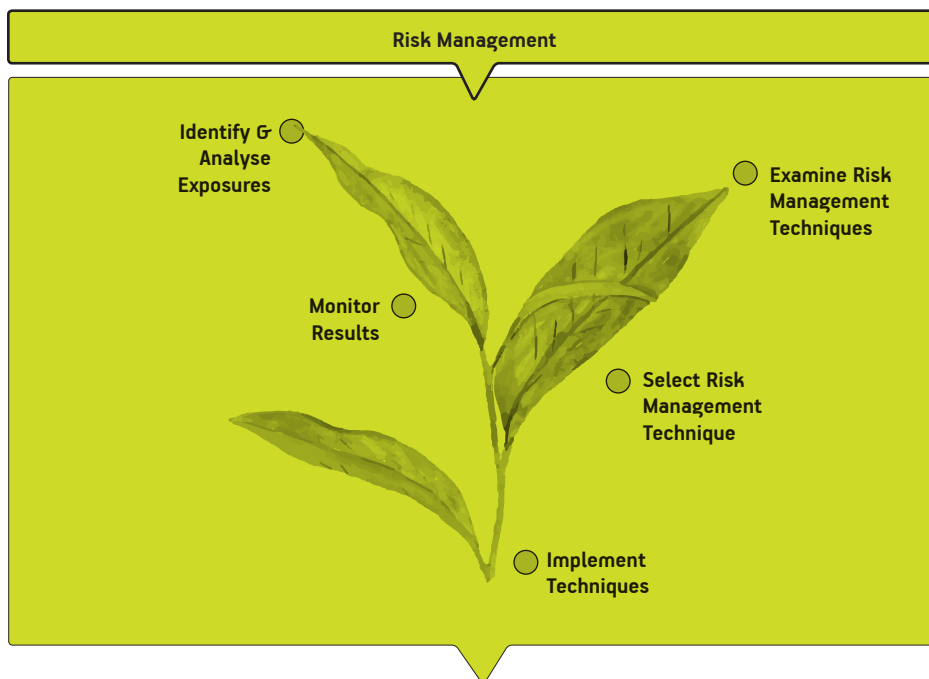 Risk Management
Identify &
Analyse
Exposures
Examine Risk
Management
Techniques
Monitor
Results
Select Risk
Management
Technique
Implement
Techniques